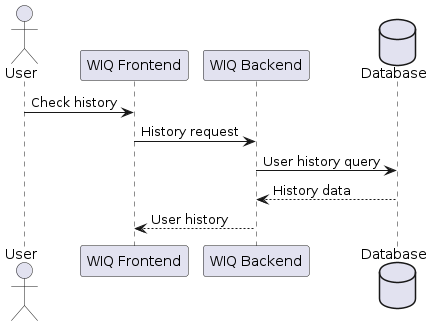 User
WIQ Frontend
WIQ Backend
Database
Check history
History request
User history query
History data
User history
User
WIQ Frontend
WIQ Backend
Database